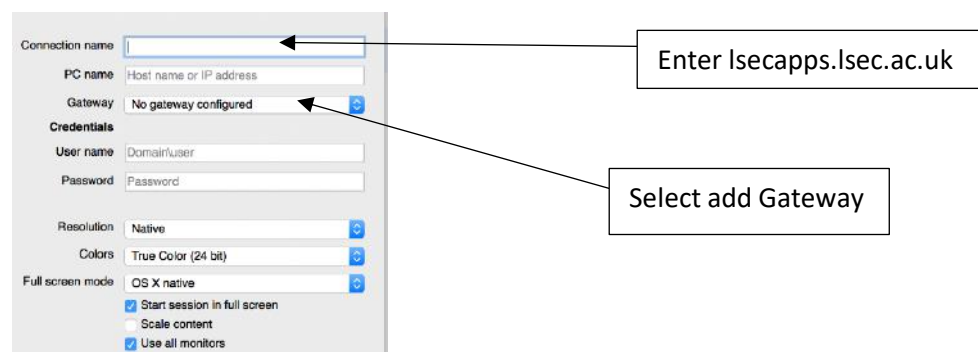 Connection name
Enter lsecapps.lsec.ac.uk
PC name Host name or IP address
Gateway No gateway configured
Credentials
User name Domain\user
Select add Gateway
Password Password
Resolution Native
Colors True Color (24 bit)
Full screen mode OS X native
Start session in full screen
Scale content
Use all monitors